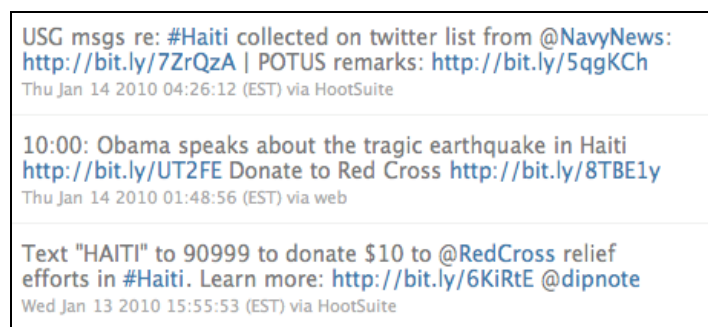 USG msgs re: #Haiti collected on twitter list from @NavyNews:
http://bit.ly/7ZrQzA | POTUS remarks: http://bit.ly/5qgKCh
Thu Jan 14 2010 04:26:12 (EST) via HootSuite
10:00: Obama speaks about the tragic earthquake in Haiti
http://bit.ly/UT2FE Donate to Red Cross http://bit.ly/8TBE1y
Thu Jan 14 2010 01:48:56 (EST) via web
Text "HAITI" to 90999 to donate $10 to @RedCross relief
efforts in #Haiti. Learn more: http://bit.ly/6KiRtE @dipnote
Wed Jan 13 2010 15:55:53 (EST) via HootSuite